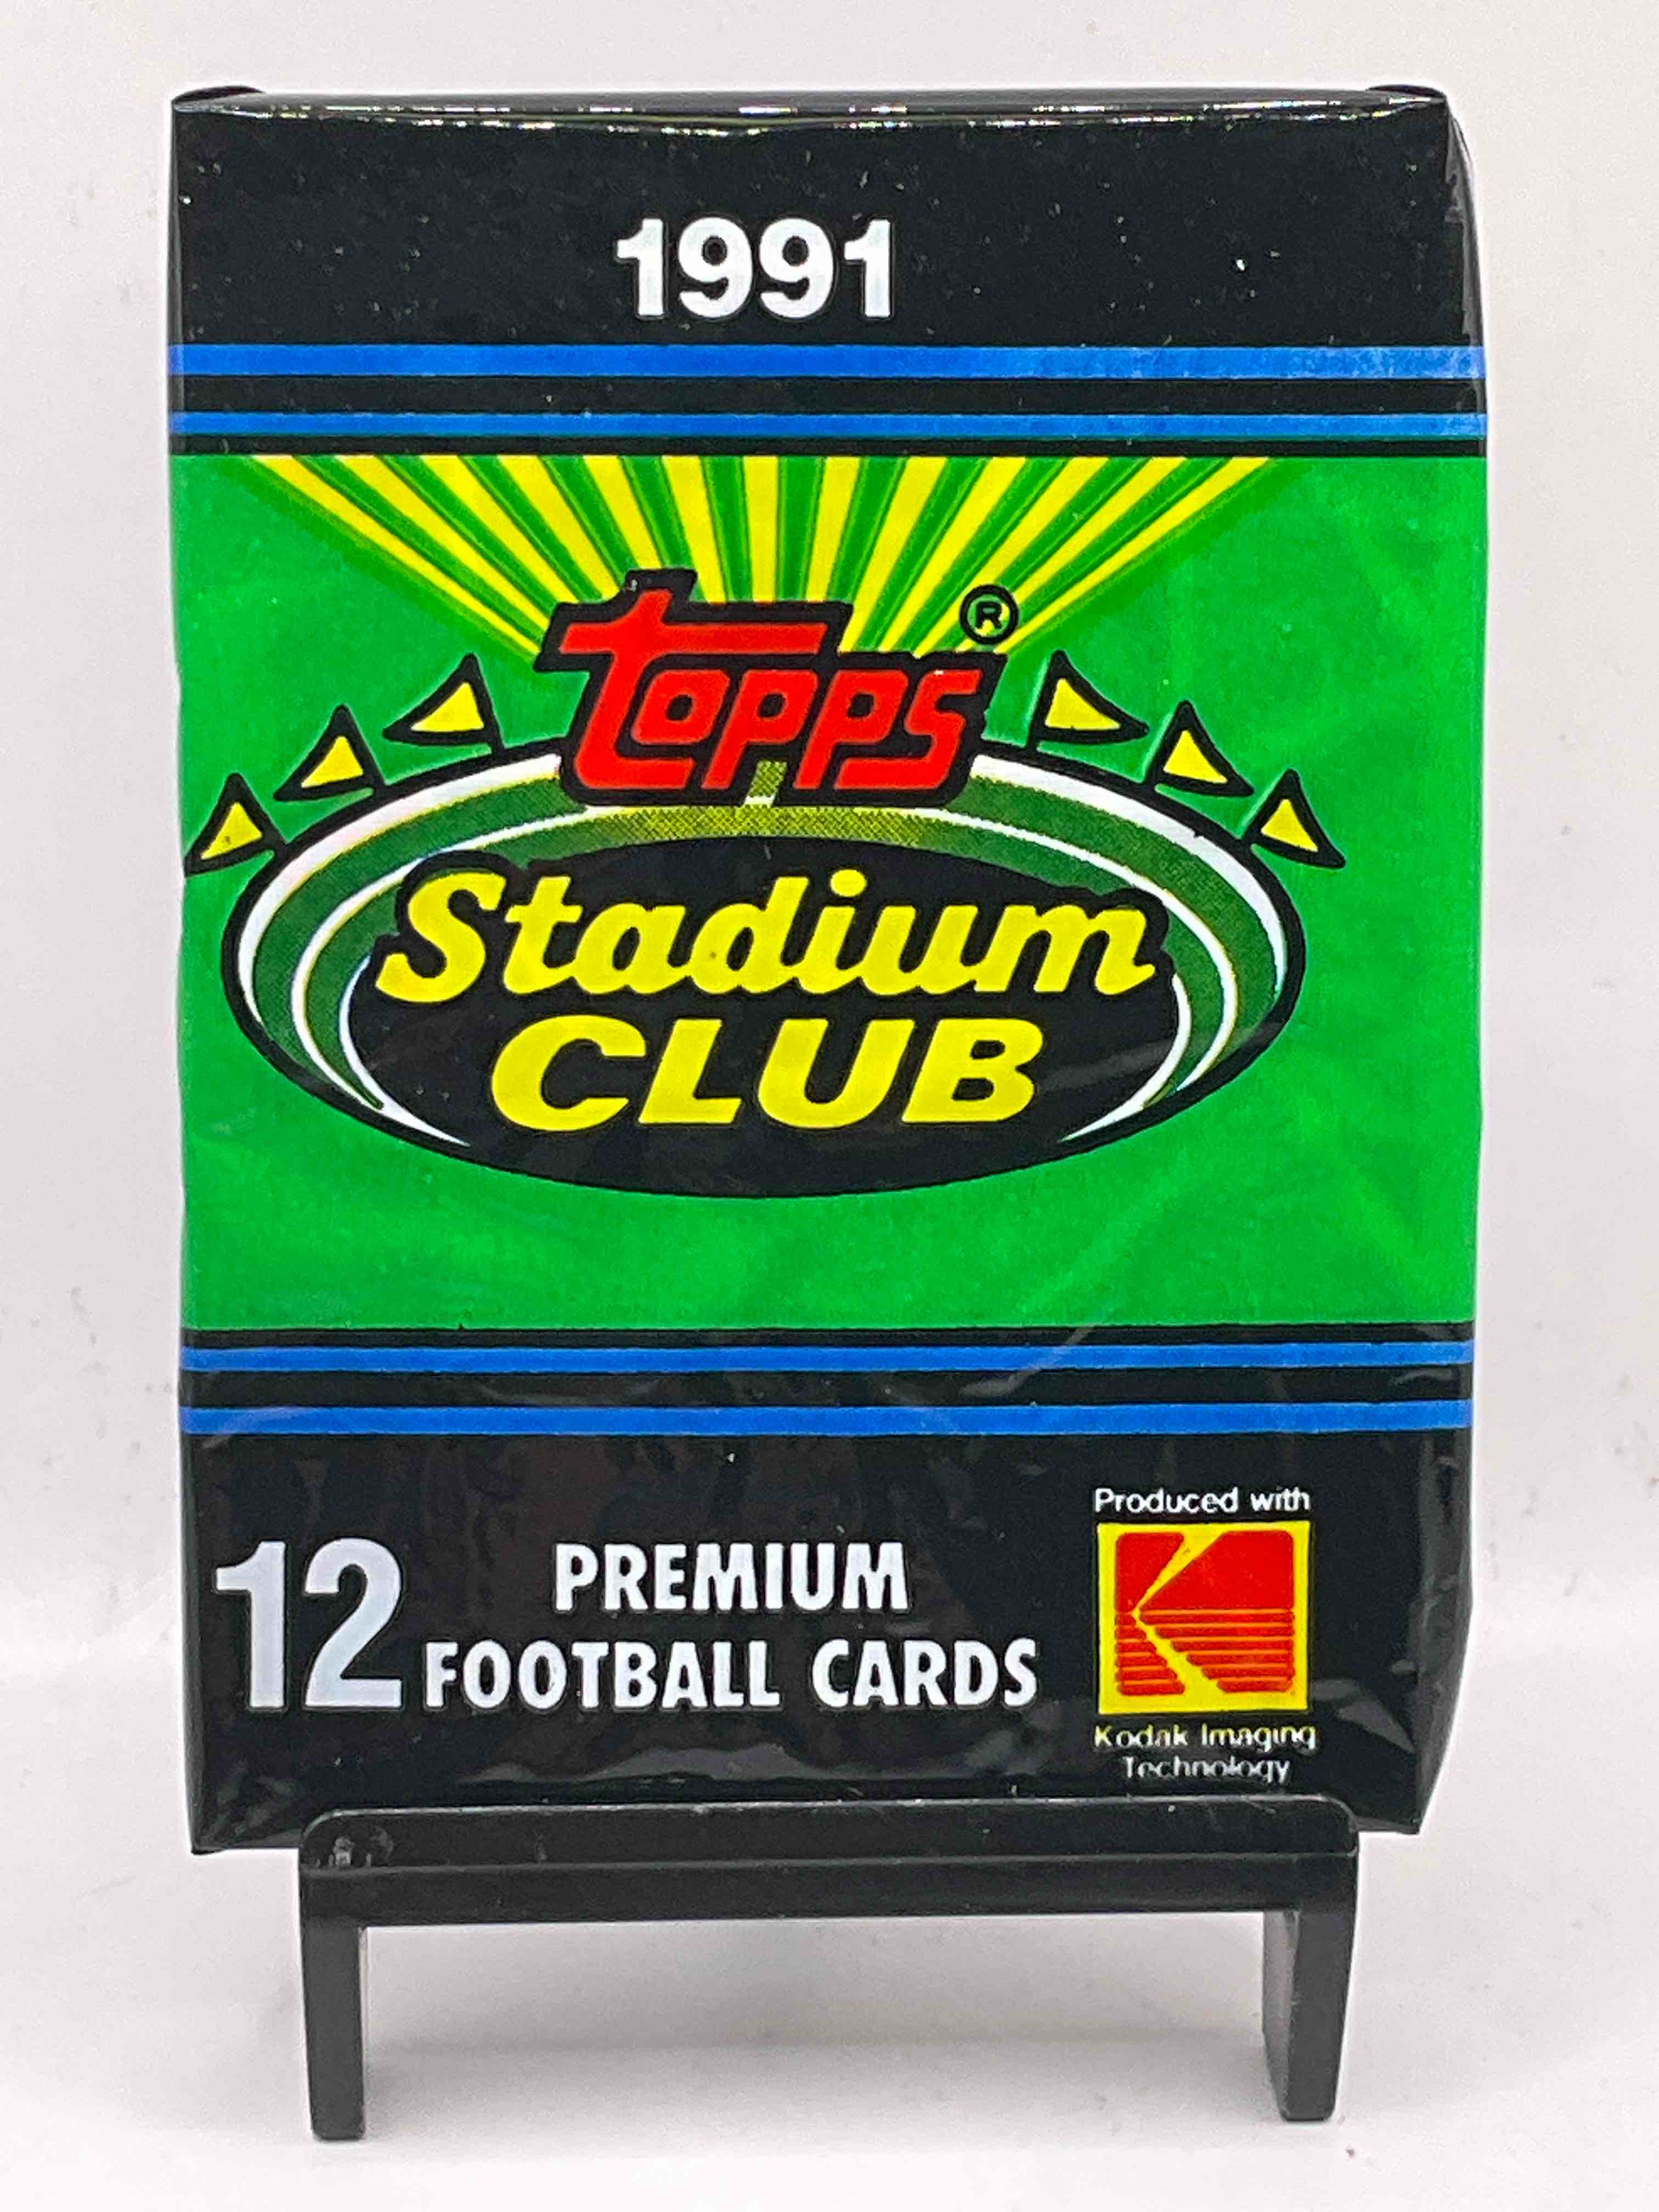 1991
Topps ®
Stadium
CLUB
12
PREMIUM
FOOTBALL CARDS
Produced with
K
Kodak Imaging
Technology